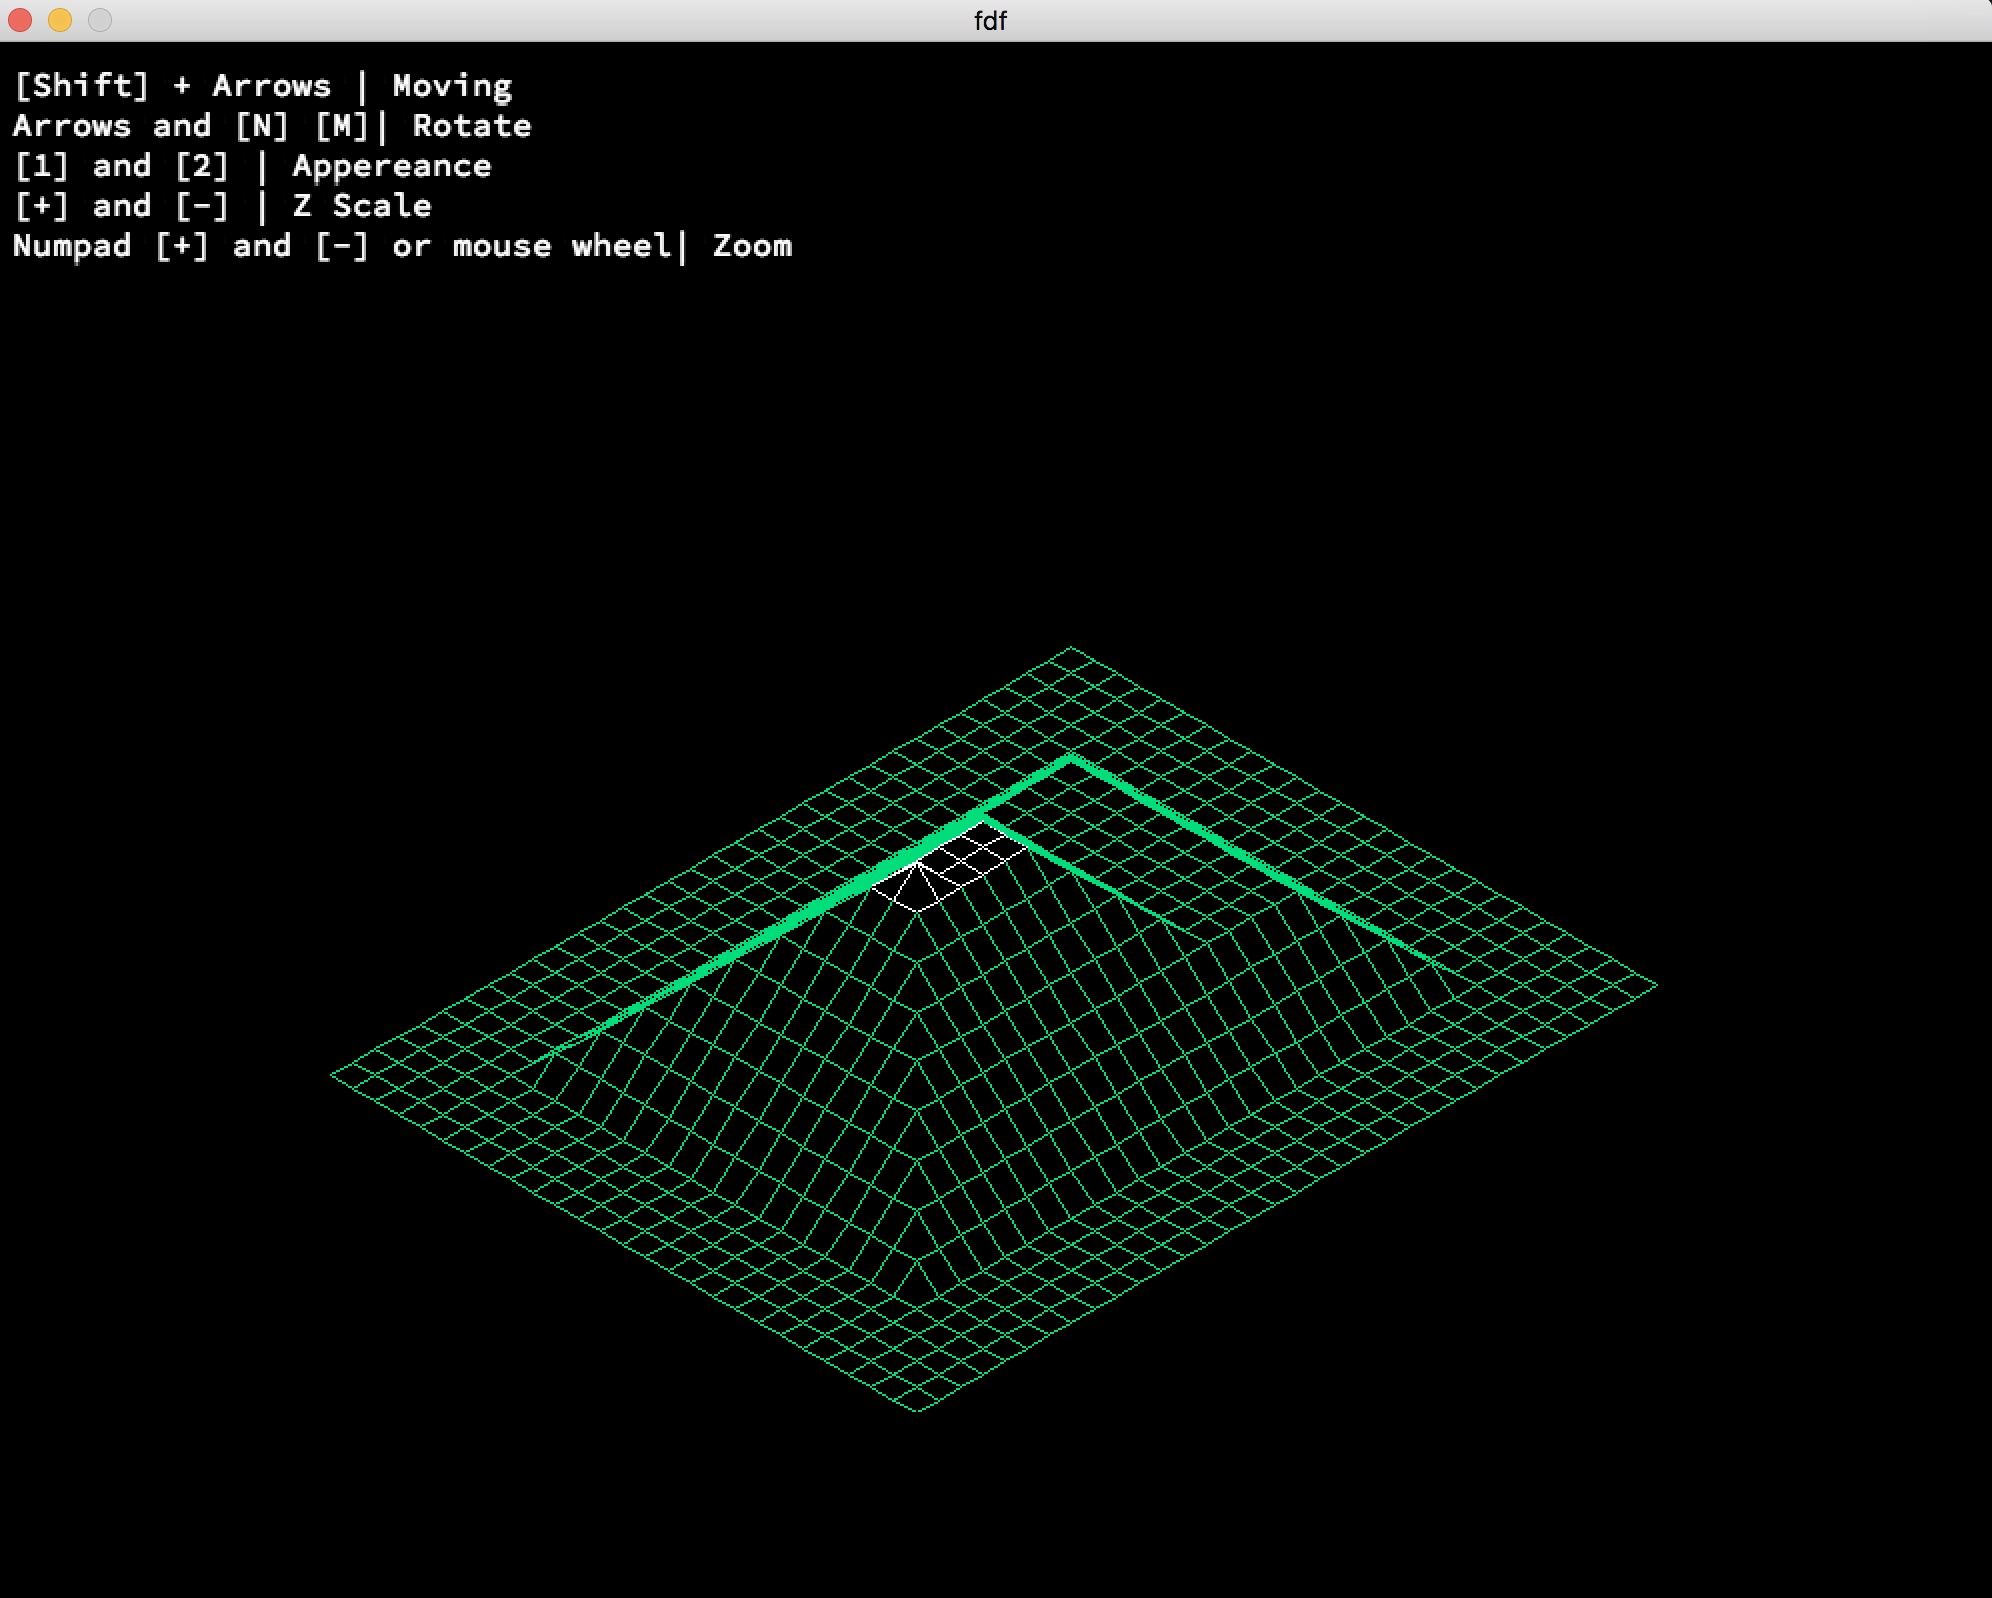 fdf
[Shift] + Arrows | Moving
Arrows and [N] [M]| Rotate
[1] and [2] | Appereance
[+] and [-] | Z Scale
Numpad [+] and [-] or mouse wheel| Zoom